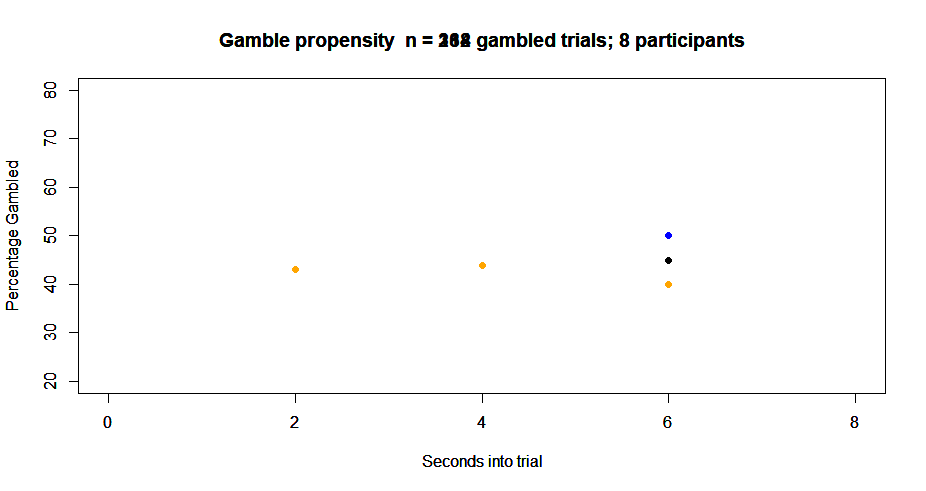 Gamble propensity n = gambled trials; 8 participants
80
70
60
50
40
30
20
Percentage Gambled
0 2 4 6 8
Seconds into trial